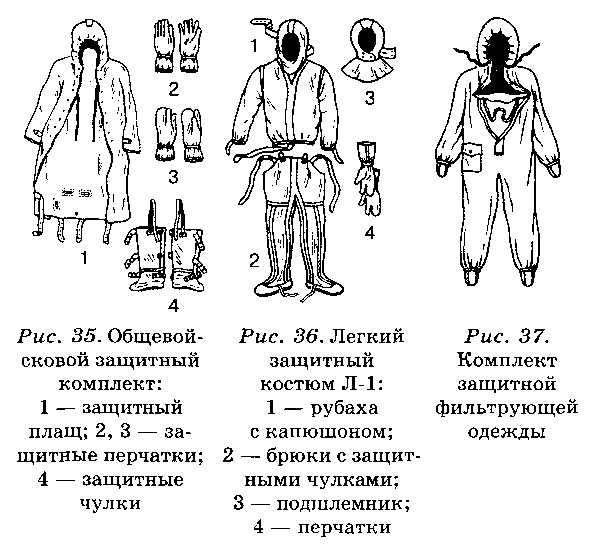 1
2
3
4
1
2
3
4
Рис. 35. Общевой-
сковой защитный
комплект:
1 — защитный
плащ; 2, 3 — за-
щитные перчатки;
4 — защитные
чулки
Рис. 36. Легкий
защитный
костюм Л-1:
1 — рубаха
с капюшоном;
2 — брюки с защит-
ными чулками;
3 — подшлемник;
4 — перчатки
Рис. 37.
Комплект
защитной
фильтрующей
одежды